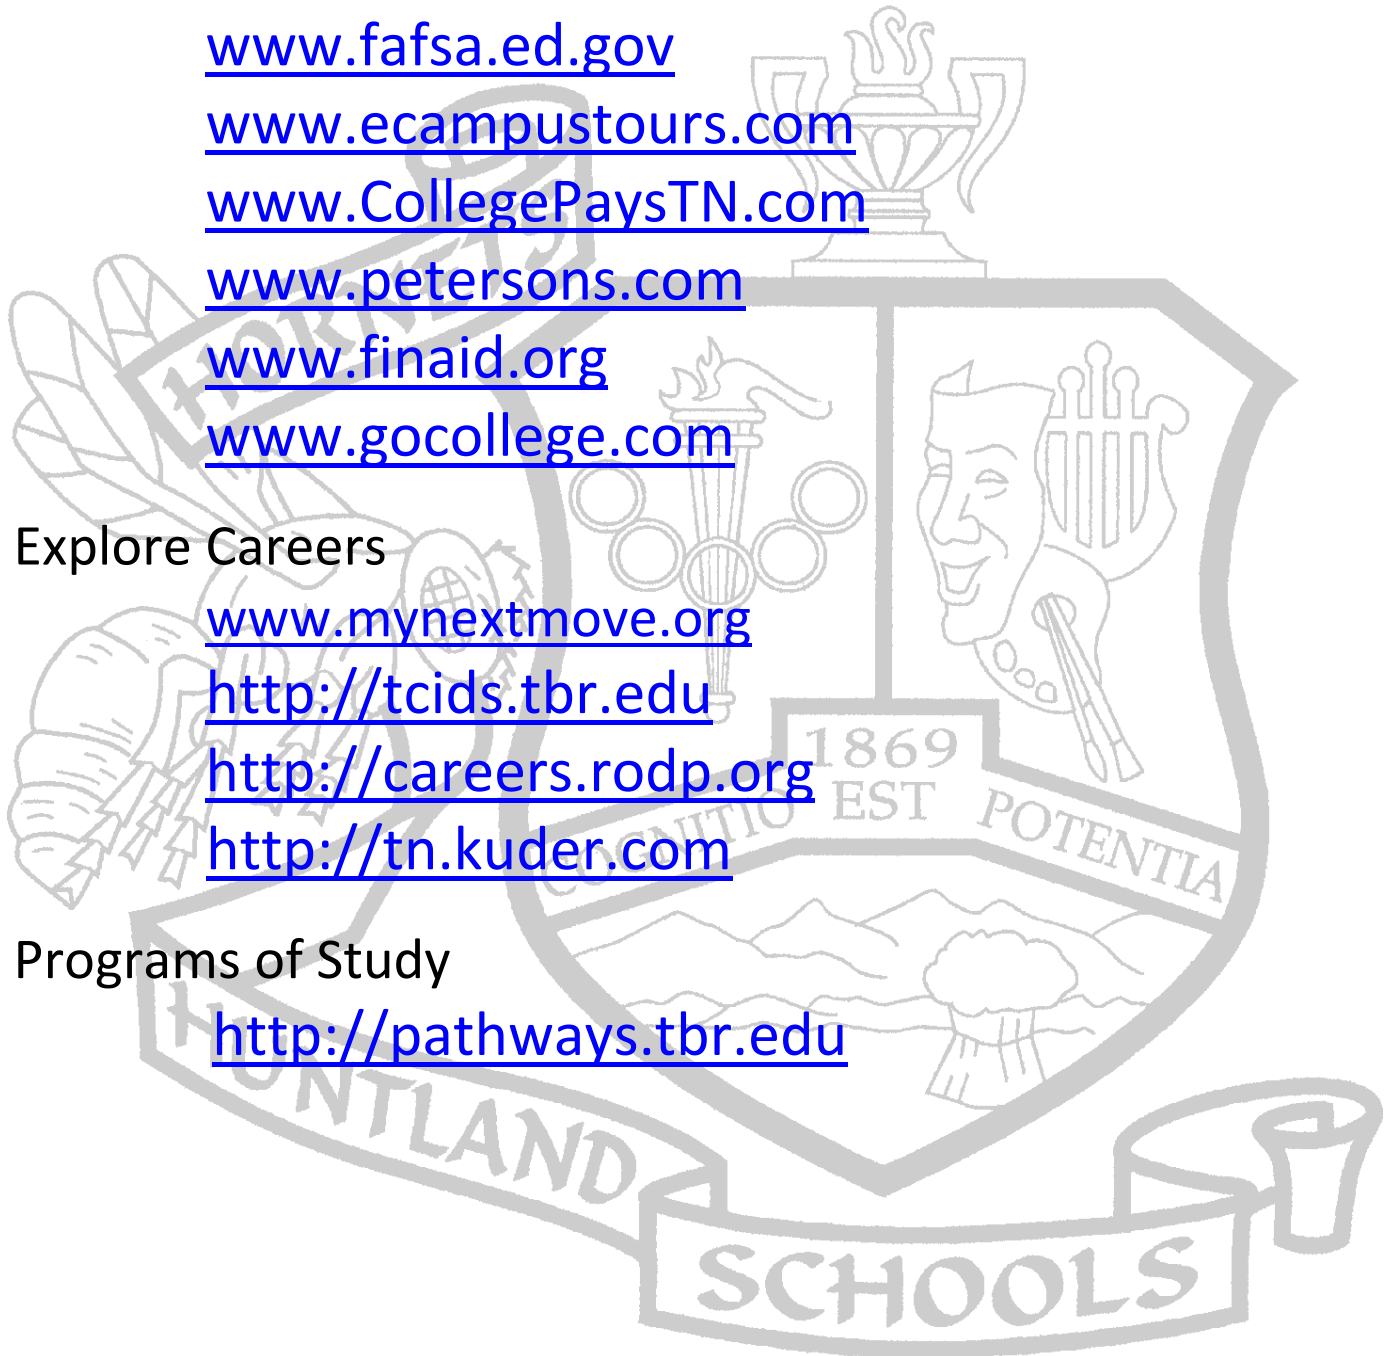 www.fafsa.ed.gov
www.ecampustours.com
www.CollegePaysTN.com
www.petersons.com
www.finaid.org
www.gocollege.com
Explore Careers
www.mynextmove.org
http://tcids.tbr.edu
http://careers.rodp.org
http://tn.kuder.com
Programs of Study
http://pathways.tbr.edu
HORNETS
1869
COGNITIO EST POTENTIA
HUNTLAND
SCHOOLS